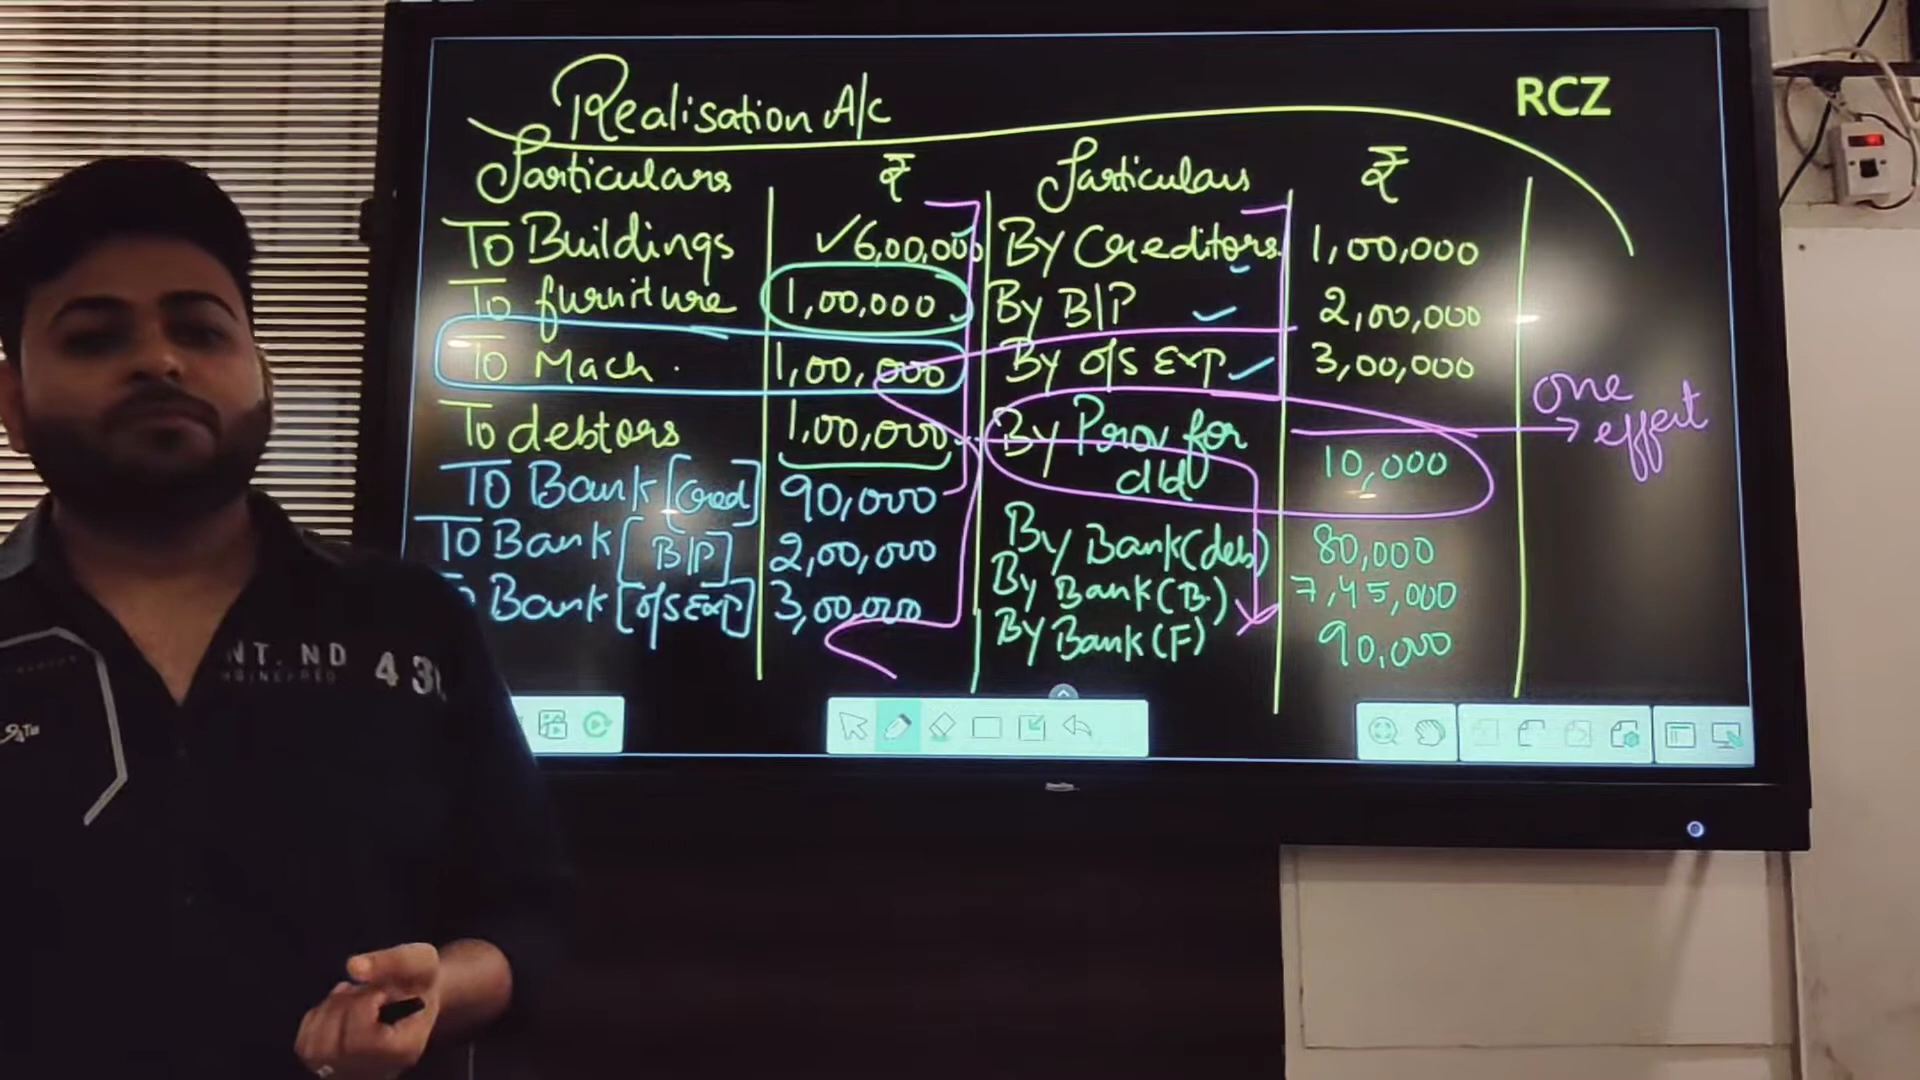 Realisation A/c
RCZ
Particulars ₹ Particulars ₹
To Buildings ✓6,00,000 By Creditors 1,00,000
To furniture 1,00,000 By B/P 2,00,000
To Mach. 1,00,000 By O/S Exp 3,00,000
To debtors 1,00,000 By Prov for d/d 10,000
one effect
To Bank [Cred] 90,000 By Bank (deb) 80,000
To Bank [B/P] 2,00,000 By Bank (B) 7,45,000
Bank [O/S Exp] 3,00,000 By Bank (F) 90,000
NT. ND 43